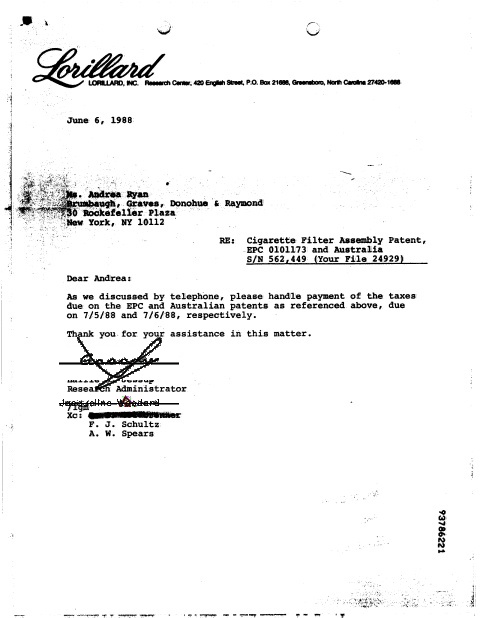 Lorillard
LORILLARD, INC. Research Center, 420 English Street, P.O. Box 21688, Greensboro, North Carolina 27420-1688
June 6, 1988
Ms. Andrea Ryan
Brumbaugh, Graves, Donohue & Raymond
30 Rockefeller Plaza
New York, NY 10112
RE: Cigarette Filter Assembly Patent,
EPC 0101173 and Australia
S/N 562,449 (Your File 24929)
Dear Andrea:
As we discussed by telephone, please handle payment of the taxes
due on the EPC and Australian patents as referenced above, due
on 7/5/88 and 7/6/88, respectively.
Thank you for your assistance in this matter.
Research Administrator
Xc:
F. J. Schultz
A. W. Spears
93786221